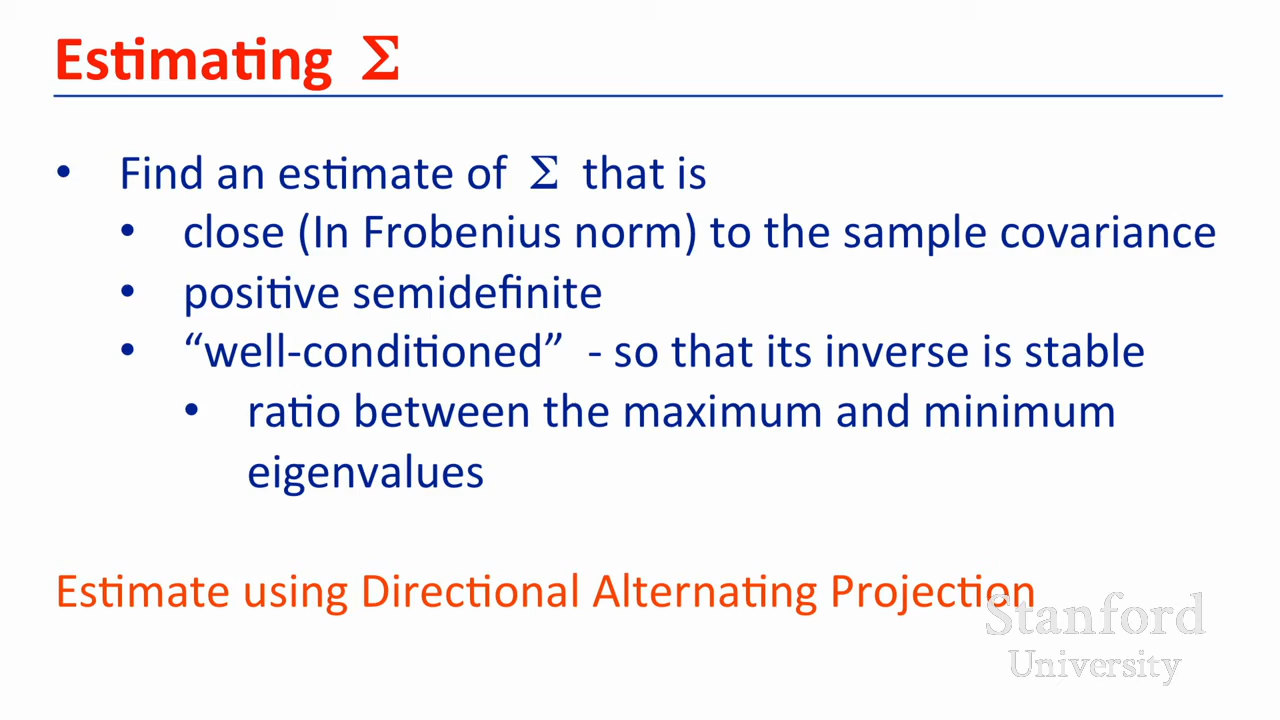 Estimating Σ
• Find an estimate of Σ that is
• close (In Frobenius norm) to the sample covariance
• positive semidefinite
• “well-conditioned” - so that its inverse is stable
• ratio between the maximum and minimum
eigenvalues
Estimate using Directional Alternating Projection
Stanford
University